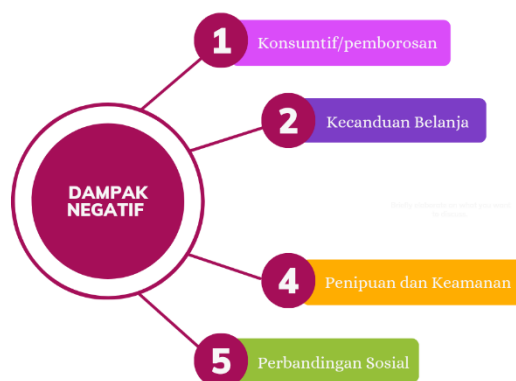 1 Konsumtif/pemborosan
2 Kecanduan Belanja
DAMPAK
NEGATIF
4 Penipuan dan Keamanan
5 Perbandingan Sosial